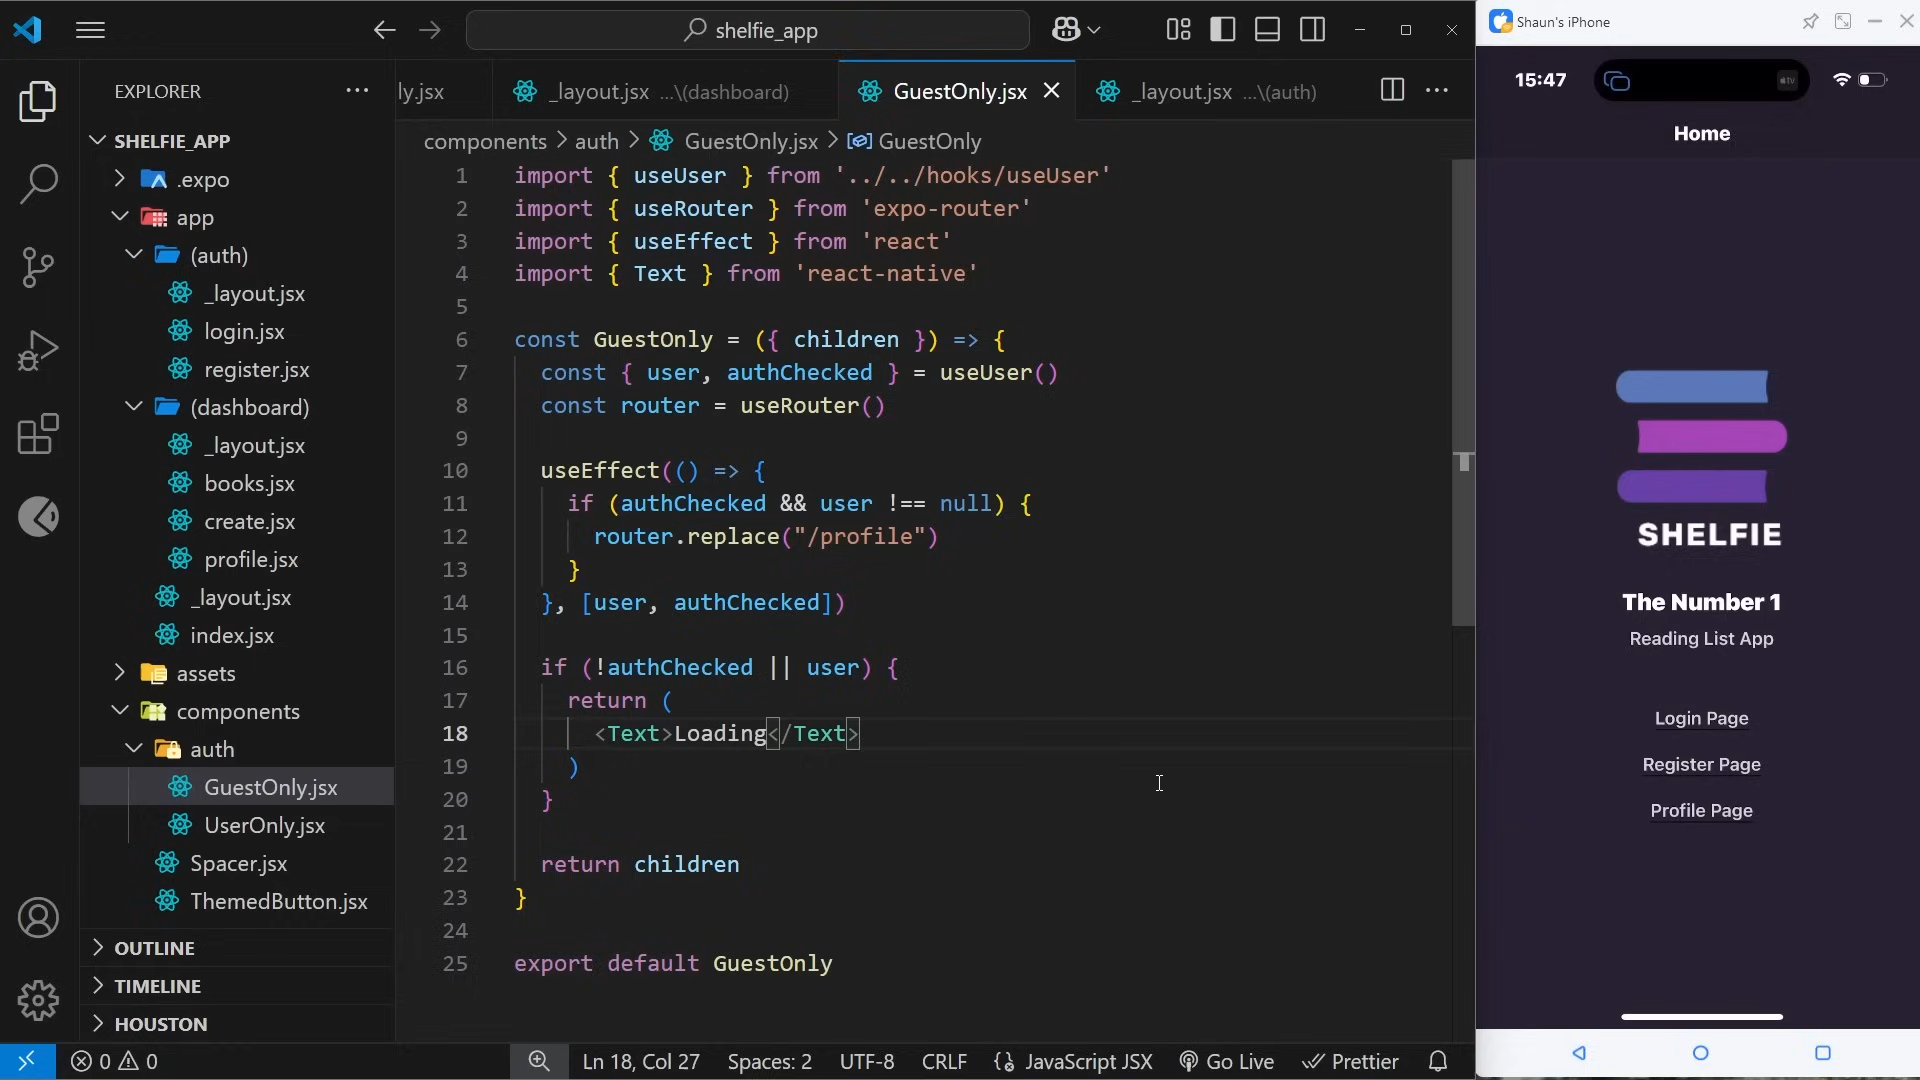 shelfie_app
EXPLORER
SHELFIE_APP
.expo
app
(auth)
_layout.jsx
login.jsx
register.jsx
(dashboard)
_layout.jsx
books.jsx
create.jsx
profile.jsx
_layout.jsx
index.jsx
assets
components
auth
GuestOnly.jsx
UserOnly.jsx
Spacer.jsx
ThemedButton.jsx
OUTLINE
TIMELINE
HOUSTON
ly.jsx
_layout.jsx ...\(dashboard)
GuestOnly.jsx
_layout.jsx ...\(auth)
components > auth > GuestOnly.jsx > GuestOnly
1 import { useUser } from '../../hooks/useUser'
2 import { useRouter } from 'expo-router'
3 import { useEffect } from 'react'
4 import { Text } from 'react-native'
5
6 const GuestOnly = ({ children }) => {
7 const { user, authChecked } = useUser()
8 const router = useRouter()
9
10 useEffect(() => {
11 if (authChecked && user !== null) {
12 router.replace("/profile")
13 }
14 }, [user, authChecked])
15
16 if (!authChecked || user) {
17 return (
18 <Text>Loading</Text>
19 )
20 }
21
22 return children
23 }
24
25 export default GuestOnly
0 0
Ln 18, Col 27
Spaces: 2
UTF-8
CRLF
{} JavaScript JSX
Go Live
Prettier
Shaun's iPhone
15:47
Home
SHELFIE
The Number 1
Reading List App
Login Page
Register Page
Profile Page